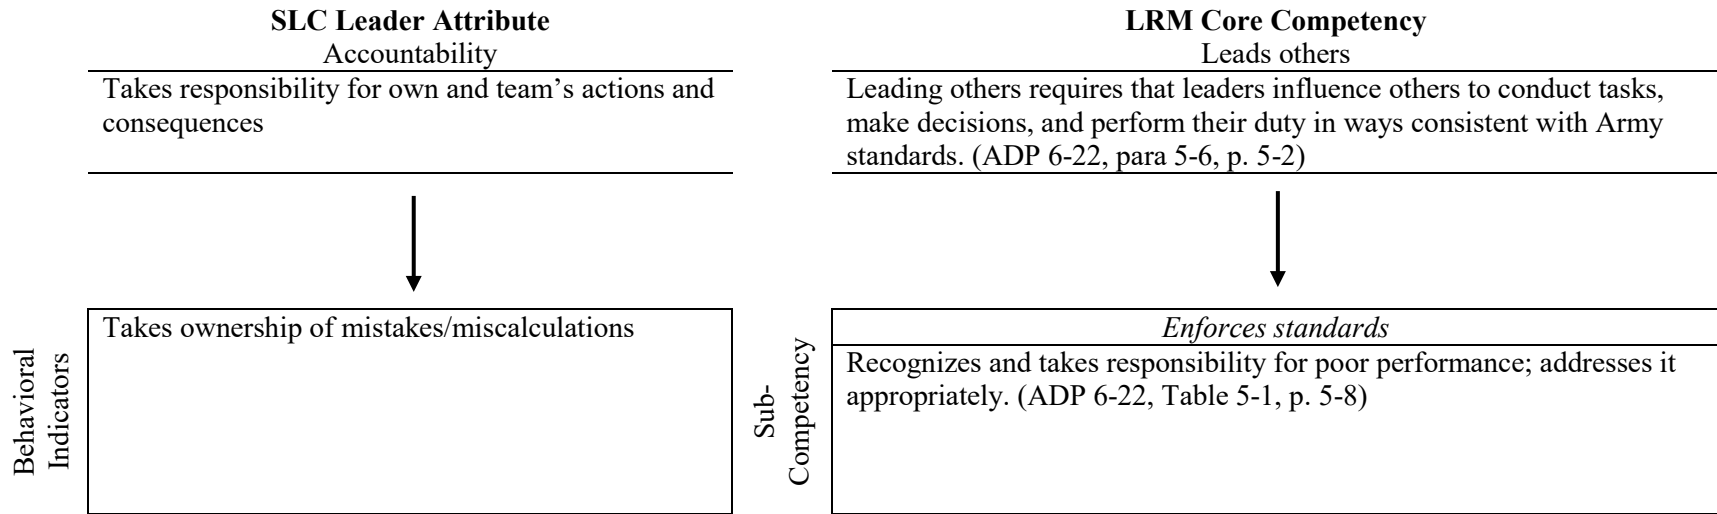 SLC Leader Attribute
Accountability
Takes responsibility for own and team’s actions and
consequences
LRM Core Competency
Leads others
Leading others requires that leaders influence others to conduct tasks,
make decisions, and perform their duty in ways consistent with Army
standards. (ADP 6-22, para 5-6, p. 5-2)
Behavioral
Indicators
Takes ownership of mistakes/miscalculations
Sub-
Competency
Enforces standards
Recognizes and takes responsibility for poor performance; addresses it
appropriately. (ADP 6-22, Table 5-1, p. 5-8)